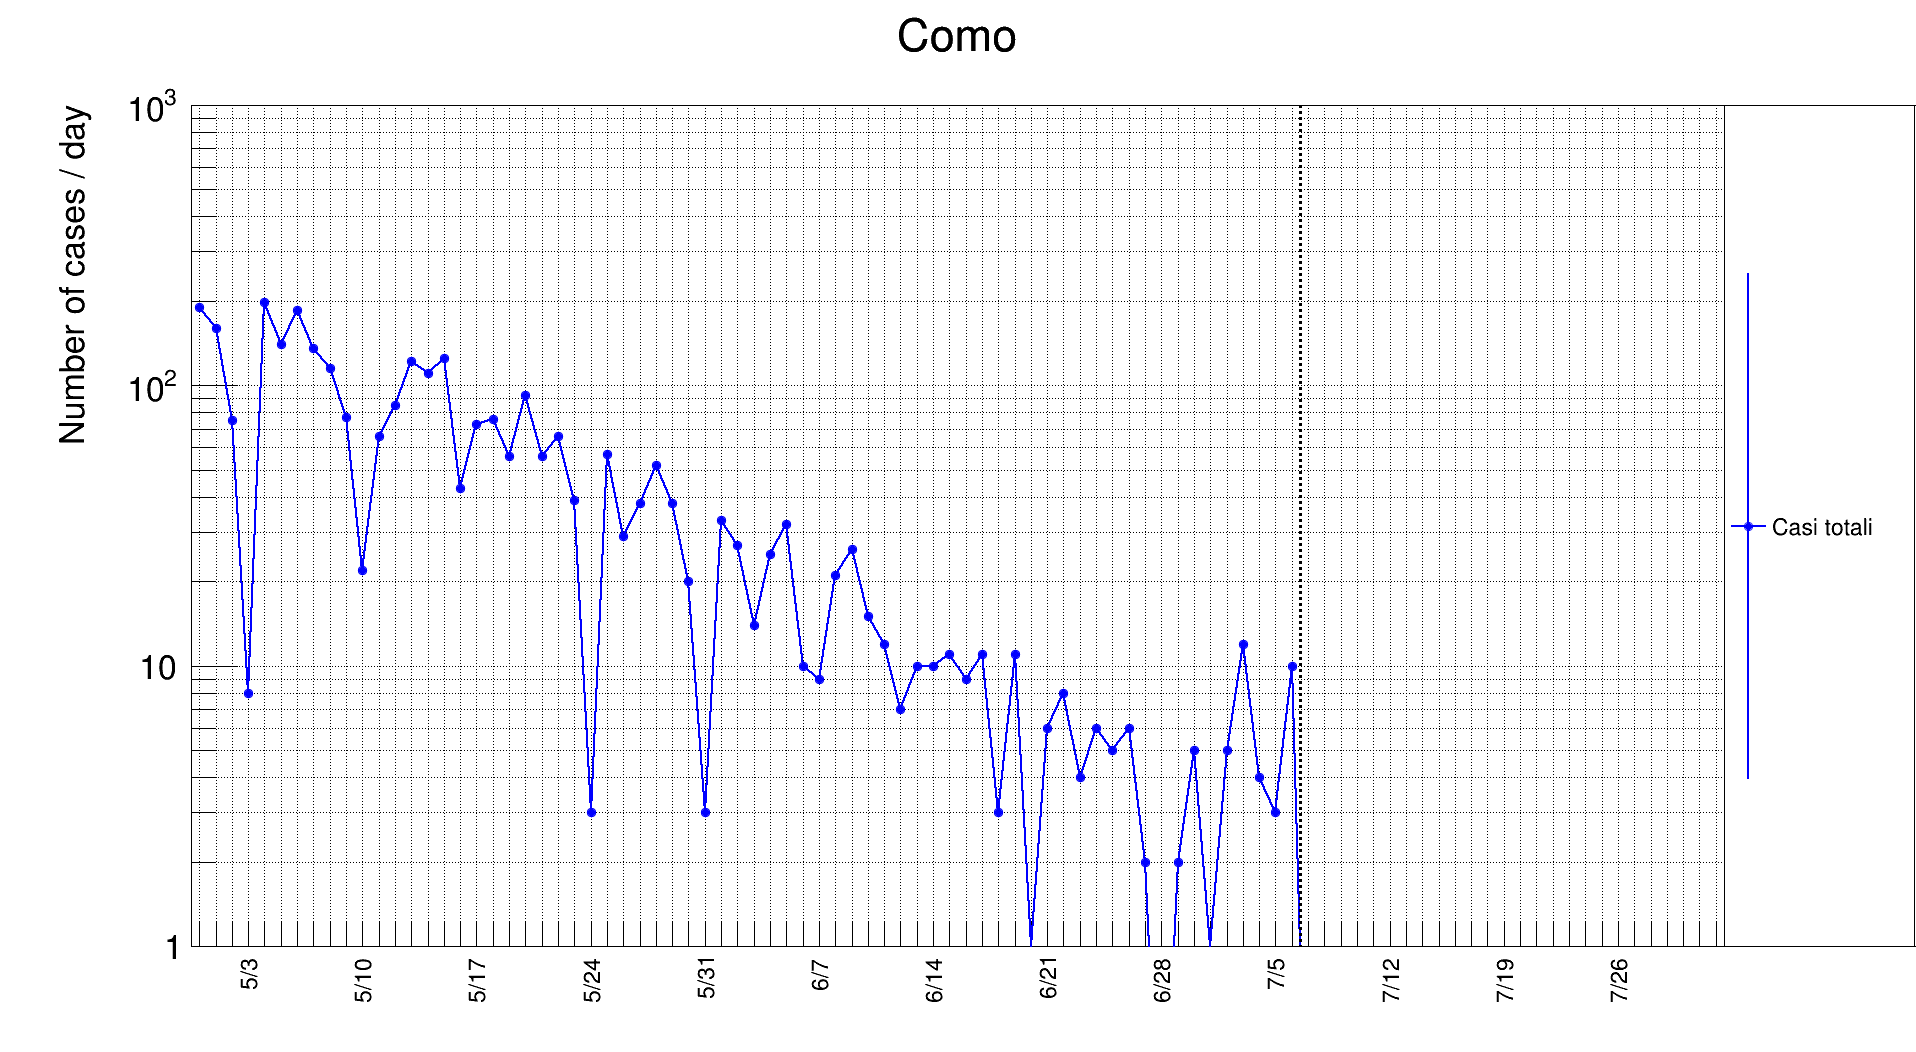 Como
Number of cases / day
10³
10²
10
1
5/3 5/10 5/17 5/24 5/31 6/7 6/14 6/21 6/28 7/5 7/12 7/19 7/26
Casi totali